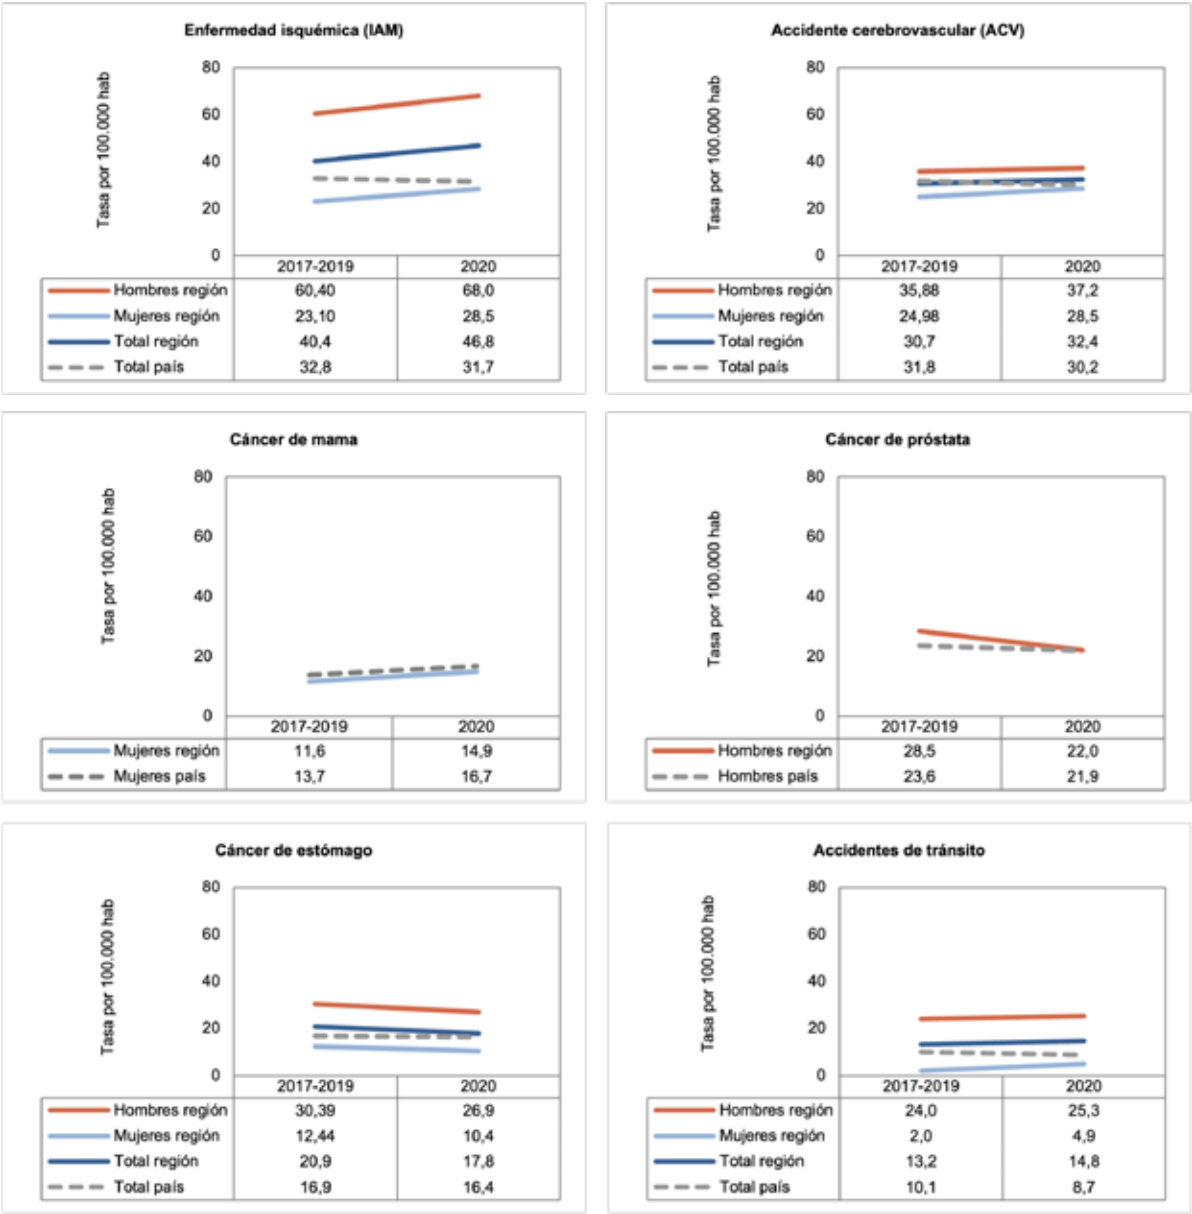 Enfermedad isquémica (IAM)
Tasa por 100.000 hab
80
60
40
20
0
2017-2019 2020
Hombres región 60,40 68,0
Mujeres región 23,10 28,5
Total región 40,4 46,8
Total país 32,8 31,7
Accidente cerebrovascular (ACV)
Tasa por 100.000 hab
80
60
40
20
0
2017-2019 2020
Hombres región 35,88 37,2
Mujeres región 24,98 28,5
Total región 30,7 32,4
Total país 31,8 30,2
Cáncer de mama
Tasa por 100.000 hab
80
60
40
20
0
2017-2019 2020
Mujeres región 11,6 14,9
Mujeres país 13,7 16,7
Cáncer de próstata
Tasa por 100.000 hab
80
60
40
20
0
2017-2019 2020
Hombres región 28,5 22,0
Hombres país 23,6 21,9
Cáncer de estómago
Tasa por 100.000 hab
80
60
40
20
0
2017-2019 2020
Hombres región 30,39 26,9
Mujeres región 12,44 10,4
Total región 20,9 17,8
Total país 16,9 16,4
Accidentes de tránsito
Tasa por 100.000 hab
80
60
40
20
0
2017-2019 2020
Hombres región 24,0 25,3
Mujeres región 2,0 4,9
Total región 13,2 14,8
Total país 10,1 8,7